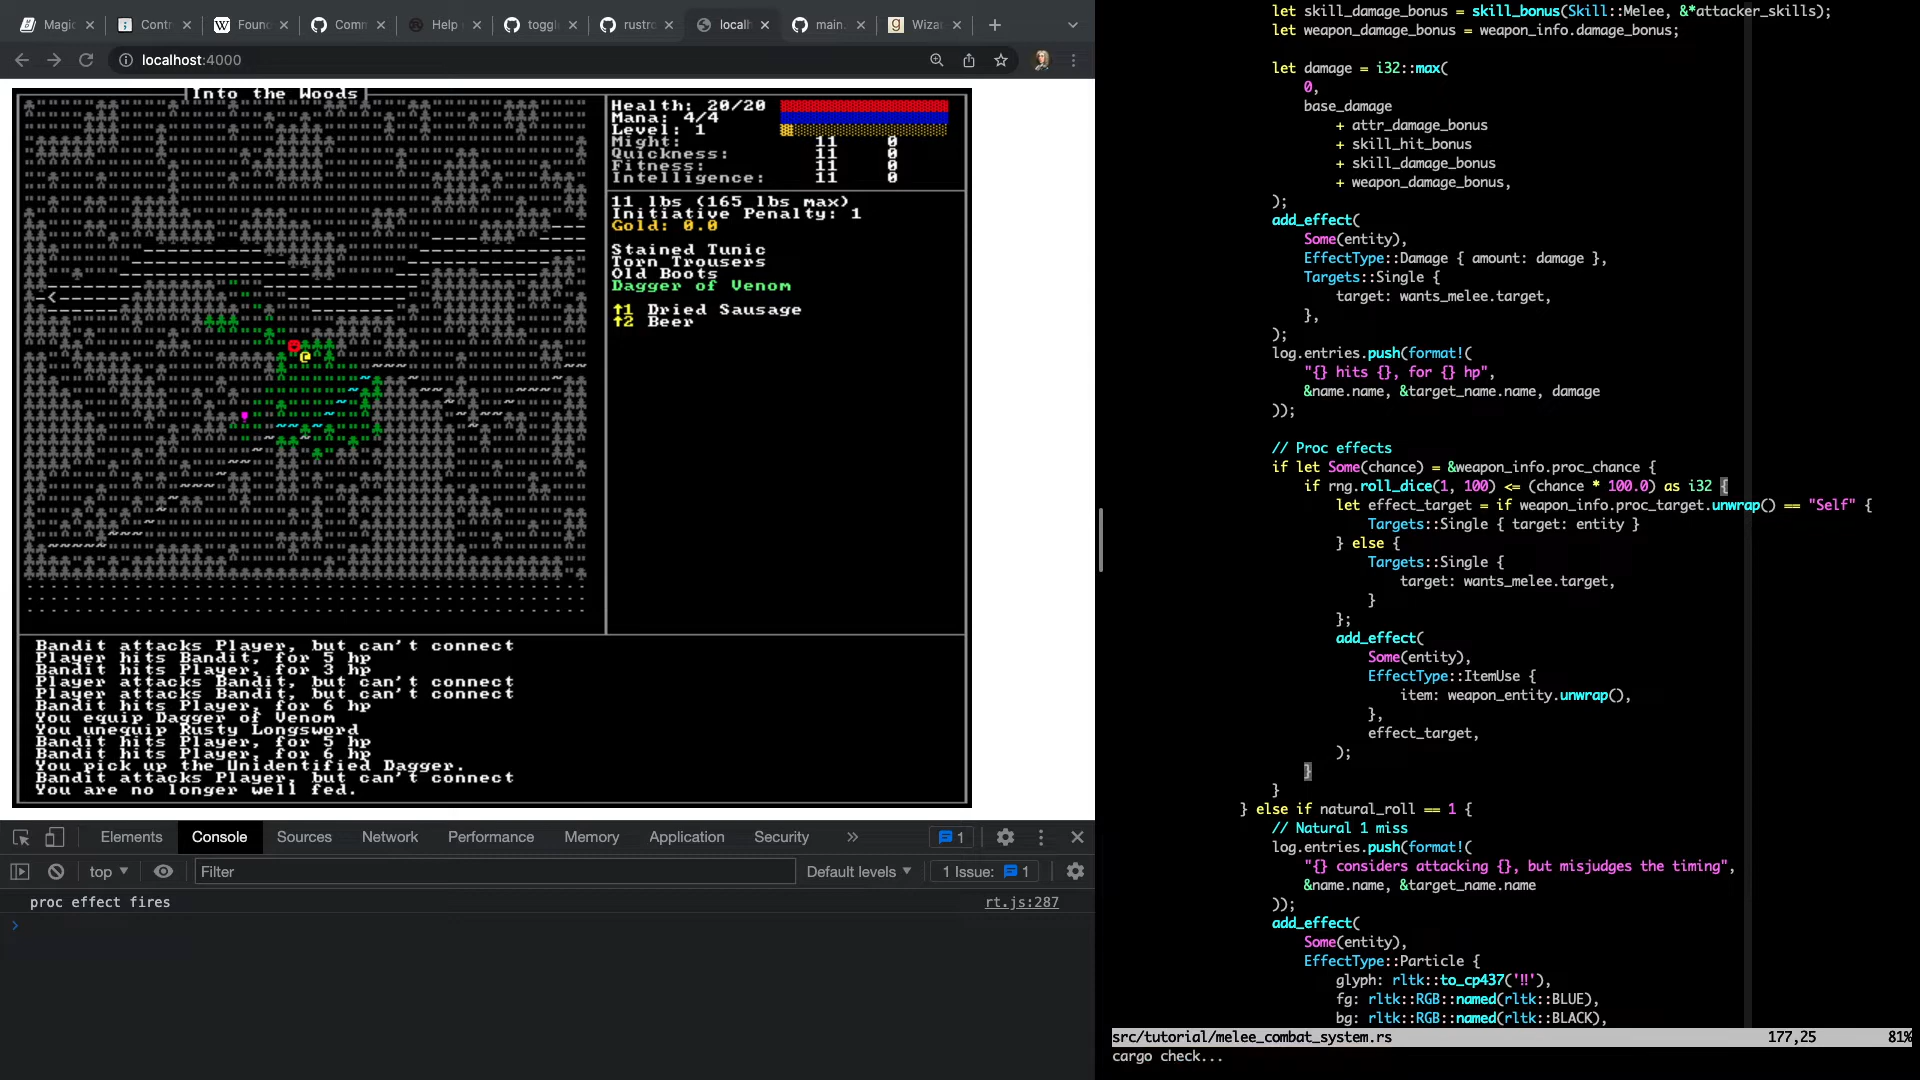 Magic
Contr
Foun
Comm
Help
toggl
rustro
localh
main.
Wiza
localhost:4000
Into the Woods
Health: 20/20
Mana: 4/4
Level: 1
Might: 11 0
Quickness: 11 0
Fitness: 11 0
Intelligence: 11 0
11 lbs (165 lbs max)
Initiative Penalty: 1
Gold: 0.0
Stained Tunic
Torn Trousers
Old Boots
Dagger of Venom
↑1 Dried Sausage
↑2 Beer
Bandit attacks Player, but can't connect
Player hits Bandit, for 5 hp
Bandit hits Player, for 3 hp
Player attacks Bandit, but can't connect
Player attacks Bandit, but can't connect
Bandit hits Player, for 6 hp
You equip Dagger of Venom
You unequip Rusty Longsword
Bandit hits Player, for 5 hp
Bandit hits Player, for 6 hp
You pick up the Unidentified Dagger.
Bandit attacks Player, but can't connect
You are no longer well fed.
Elements Console Sources Network Performance Memory Application Security » 1
top Filter Default levels 1 Issue: 1
proc effect fires rt.js:287
>
let skill_damage_bonus = skill_bonus(Skill::Melee, &*attacker_skills);
let weapon_damage_bonus = weapon_info.damage_bonus;
let damage = i32::max(
0,
base_damage
+ attr_damage_bonus
+ skill_hit_bonus
+ skill_damage_bonus
+ weapon_damage_bonus,
);
add_effect(
Some(entity),
EffectType::Damage { amount: damage },
Targets::Single {
target: wants_melee.target,
},
);
log.entries.push(format!(
"{} hits {}, for {} hp",
&name.name, &target_name.name, damage
));
// Proc effects
if let Some(chance) = &weapon_info.proc_chance {
if rng.roll_dice(1, 100) <= (chance * 100.0) as i32 {
let effect_target = if weapon_info.proc_target.unwrap() == "Self" {
Targets::Single { target: entity }
} else {
Targets::Single {
target: wants_melee.target,
}
};
add_effect(
Some(entity),
EffectType::ItemUse {
item: weapon_entity.unwrap(),
},
effect_target,
);
}
}
} else if natural_roll == 1 {
// Natural 1 miss
log.entries.push(format!(
"{} considers attacking {}, but misjudges the timing",
&name.name, &target_name.name
));
add_effect(
Some(entity),
EffectType::Particle {
glyph: rltk::to_cp437('‼'),
fg: rltk::RGB::named(rltk::BLUE),
bg: rltk::RGB::named(rltk::BLACK),
src/tutorial/melee_combat_system.rs 177,25 81%
cargo check...